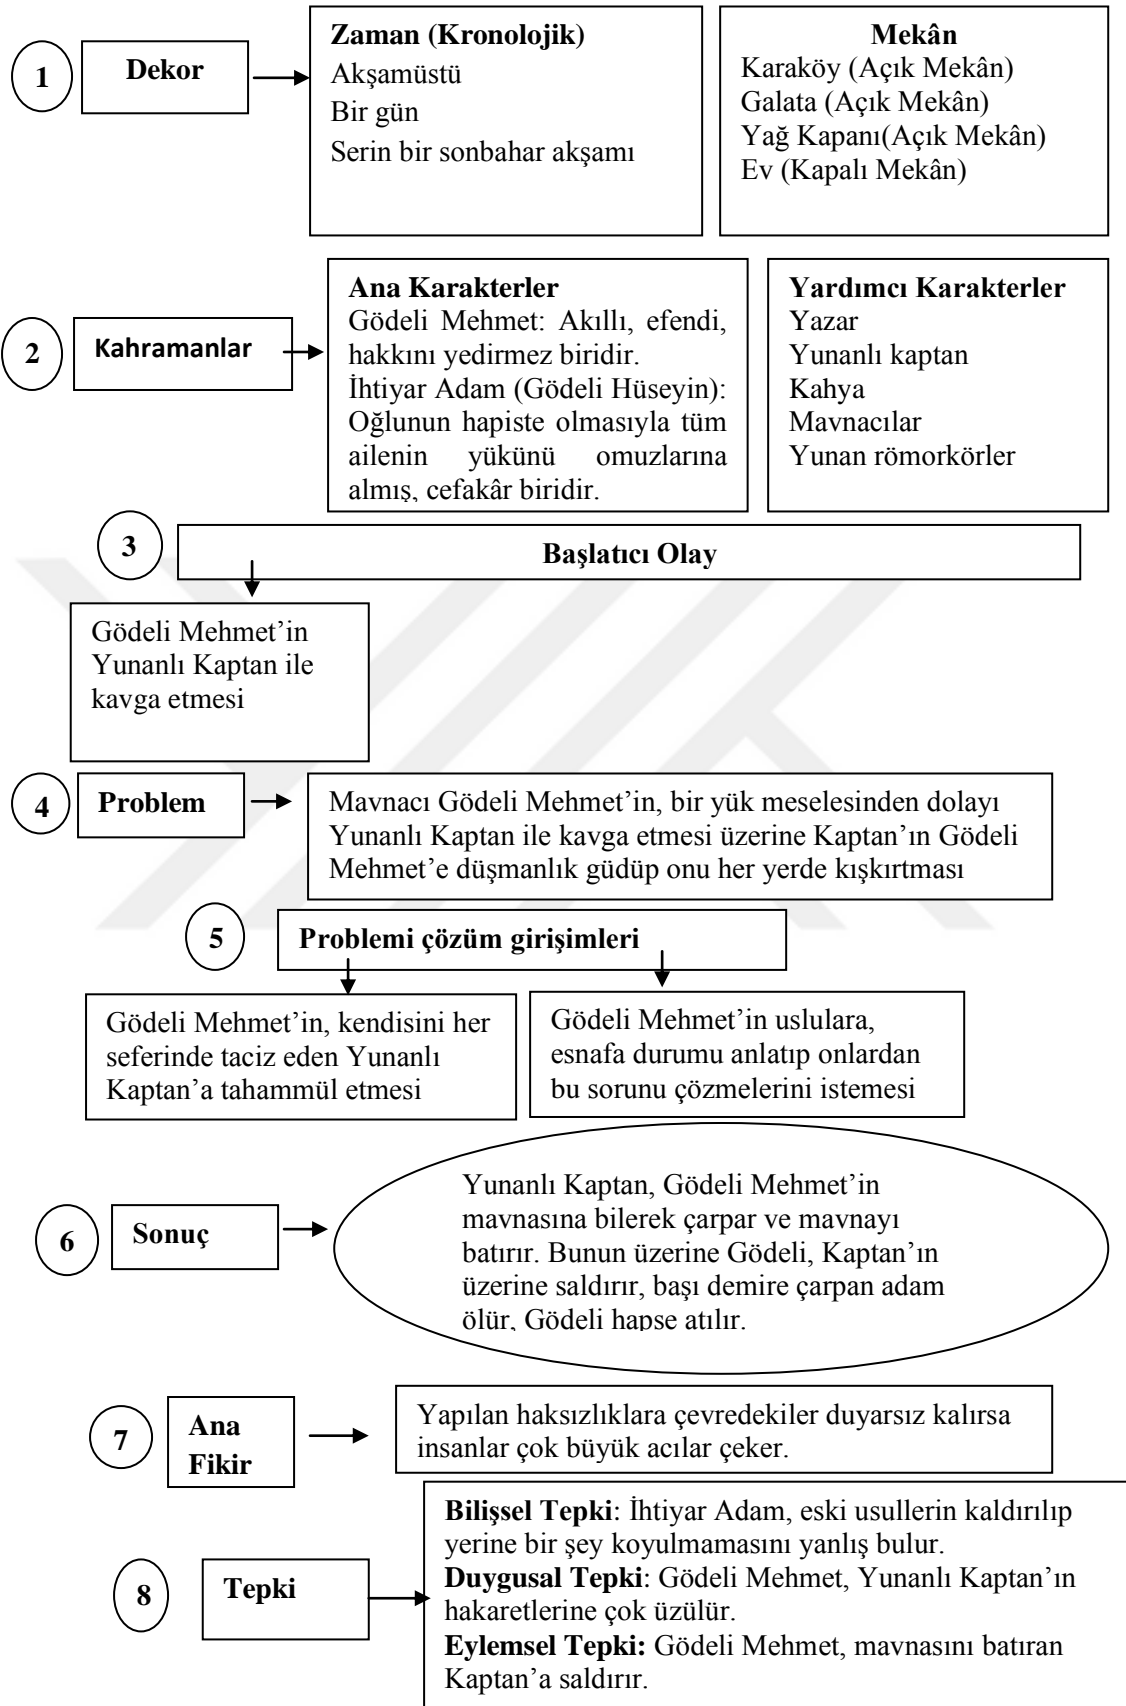 1
Dekor
Zaman (Kronolojik)
Akşamüstü
Bir gün
Serin bir sonbahar akşamı
Mekân
Karaköy (Açık Mekân)
Galata (Açık Mekân)
Yağ Kapanı(Açık Mekân)
Ev (Kapalı Mekân)
2
Kahramanlar
Ana Karakterler
Gödeli Mehmet: Akıllı, efendi,
hakkını yedirmez biridir.
İhtiyar Adam (Gödeli Hüseyin):
Oğlunun hapiste olmasıyla tüm
ailenin yükünü omuzlarına
almış, cefakâr biridir.
Yardımcı Karakterler
Yazar
Yunanlı kaptan
Kahya
Mavnacılar
Yunan römorkörler
3
Başlatıcı Olay
Gödeli Mehmet’in
Yunanlı Kaptan ile
kavga etmesi
4
Problem
Mavnacı Gödeli Mehmet’in, bir yük meselesinden dolayı
Yunanlı Kaptan ile kavga etmesi üzerine Kaptan’ın Gödeli
Mehmet’e düşmanlık güdüp onu her yerde kışkırtması
5
Problemi çözüm girişimleri
Gödeli Mehmet’in, kendisini her
seferinde taciz eden Yunanlı
Kaptan’a tahammül etmesi
Gödeli Mehmet’in uslulara,
esnafa durumu anlatıp onlardan
bu sorunu çözmelerini istemesi
6
Sonuç
Yunanlı Kaptan, Gödeli Mehmet’in
mavnasına bilerek çarpar ve mavnayı
batırır. Bunun üzerine Gödeli, Kaptan’ın
üzerine saldırır, başı demire çarpan adam
ölür, Gödeli hapse atılır.
7
Ana
Fikir
Yapılan haksızlıklara çevredekiler duyarsız kalırsa
insanlar çok büyük acılar çeker.
8
Tepki
Bilişsel Tepki: İhtiyar Adam, eski usullerin kaldırılıp
yerine bir şey koyulmamasını yanlış bulur.
Duygusal Tepki: Gödeli Mehmet, Yunanlı Kaptan’ın
hakaretlerine çok üzülür.
Eylemsel Tepki: Gödeli Mehmet, mavnasını batıran
Kaptan’a saldırır.